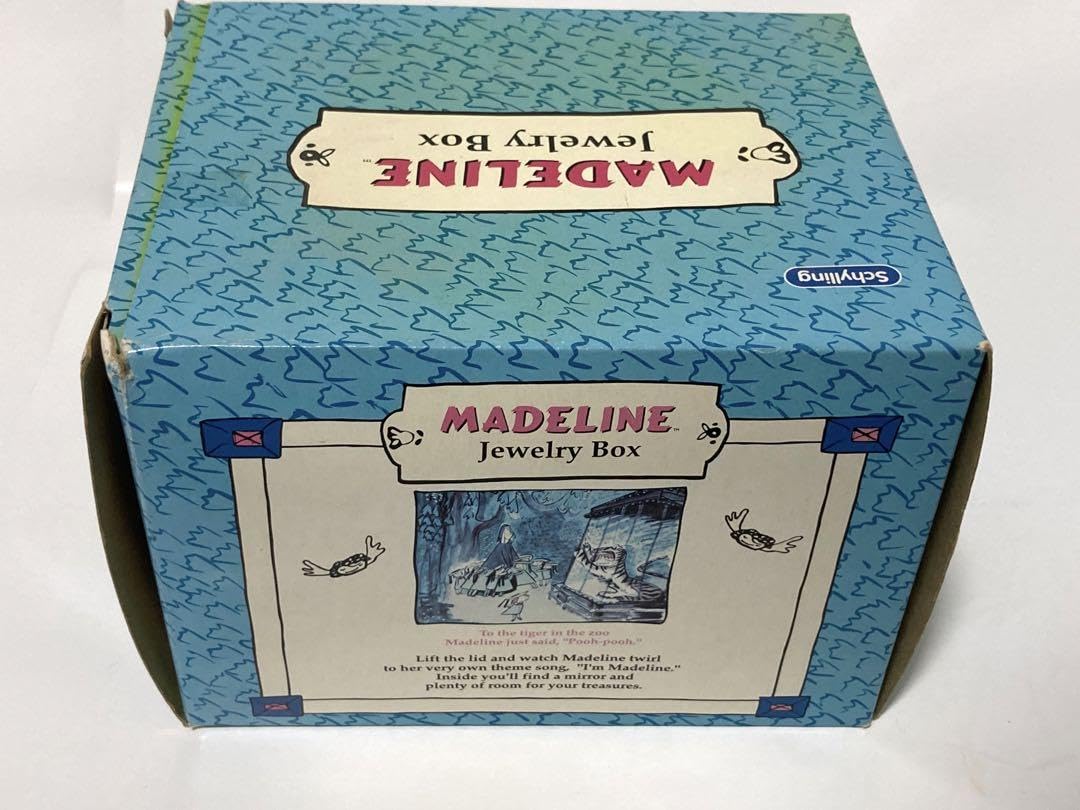 MADELINE™
Jewelry Box
Schylling
MADELINE™
Jewelry Box
To the tiger in the zoo
Madeline just said, "Pooh-pooh."
Lift the lid and watch Madeline twirl
to her very own theme song, "I'm Madeline."
Inside you'll find a mirror and
plenty of room for your treasures.